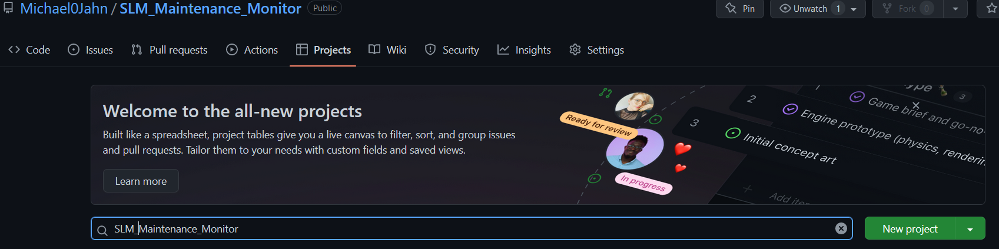 Michael0Jahn / SLM_Maintenance_Monitor Public Pin Unwatch 1 Fork 0
Code Issues Pull requests Actions Projects Wiki Security Insights Settings
Welcome to the all-new projects
Built like a spreadsheet, project tables give you a live canvas to filter, sort, and group issues
and pull requests. Tailor them to your needs with custom fields and saved views.
Learn more
Ready for review
In progress
3
1 Game brief and go-no-
2 Engine prototype (physics, renderin
3 Initial concept art
+ Add item
SLM_Maintenance_Monitor
New project